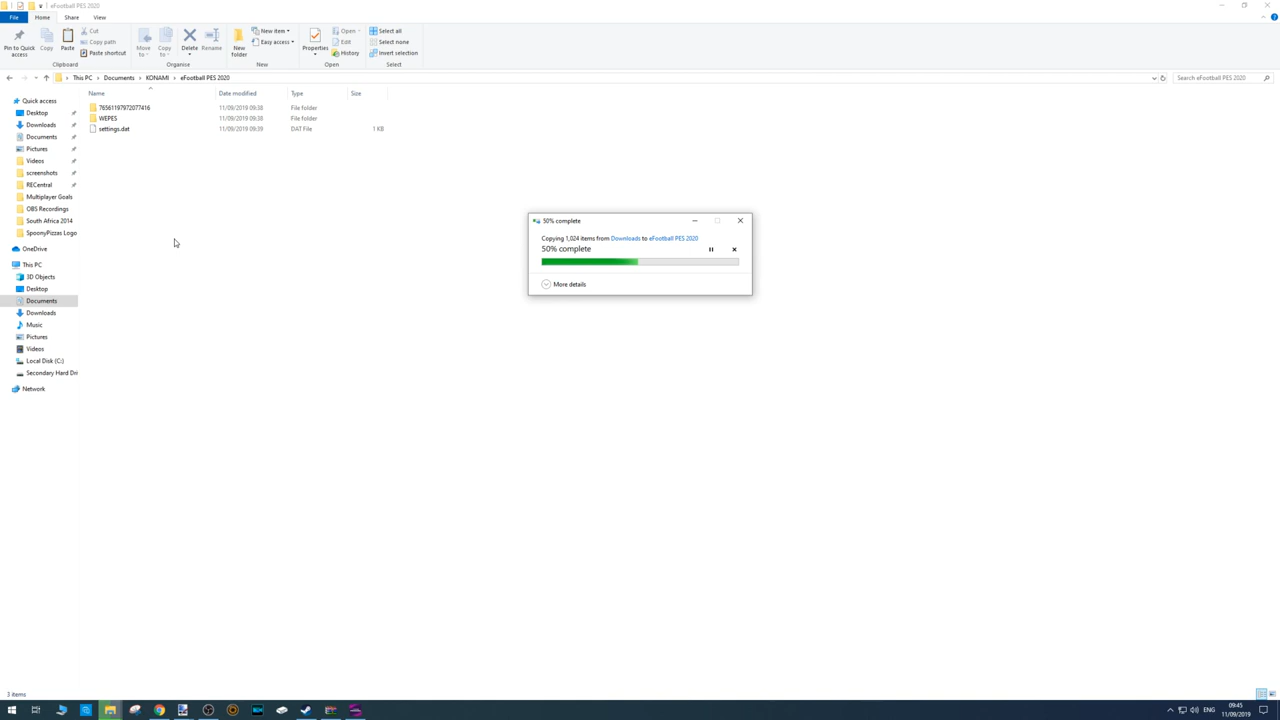 eFootball PES 2020
File Home Share View
Pin to Quick access
Copy
Paste
Cut
Copy path
Paste shortcut
Clipboard
Move to
Copy to
Delete
Rename
Organise
New folder
New item
Easy access
New
Properties
Open
Edit
History
Open
Select all
Select none
Invert selection
Select
This PC > Documents > KONAMI > eFootball PES 2020
Search eFootball PES 2020
Name Date modified Type Size
76561197972077416 11/09/2019 09:38 File folder
WEPES 11/09/2019 09:38 File folder
settings.dat 11/09/2019 09:39 DAT File 1 KB
Quick access
Desktop
Downloads
Documents
Pictures
Videos
screenshots
RECentral
Multiplayer Goals
OBS Recordings
South Africa 2014
SpoonyPizzas Logo
OneDrive
This PC
3D Objects
Desktop
Documents
Downloads
Music
Pictures
Videos
Local Disk (C:)
Secondary Hard Dri
Network
50% complete
Copying 1,024 items from Downloads to eFootball PES 2020
50% complete
More details
3 items
ENG
09:45
11/09/2019